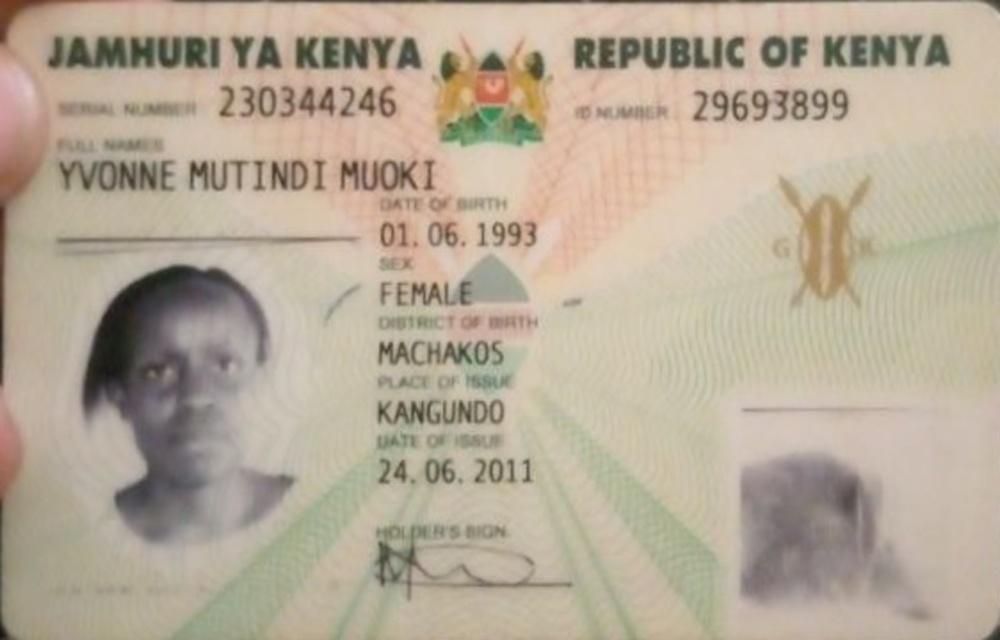 JAMHURI YA KENYA
REPUBLIC OF KENYA
SERIAL NUMBER 230344246
ID NUMBER 29693899
FULL NAMES
YVONNE MUTINDI MUOKI
DATE OF BIRTH
01. 06. 1993
SEX
FEMALE
DISTRICT OF BIRTH
MACHAKOS
PLACE OF ISSUE
KANGUNDO
DATE OF ISSUE
24. 06. 2011
HOLDER'S SIGN.
G K